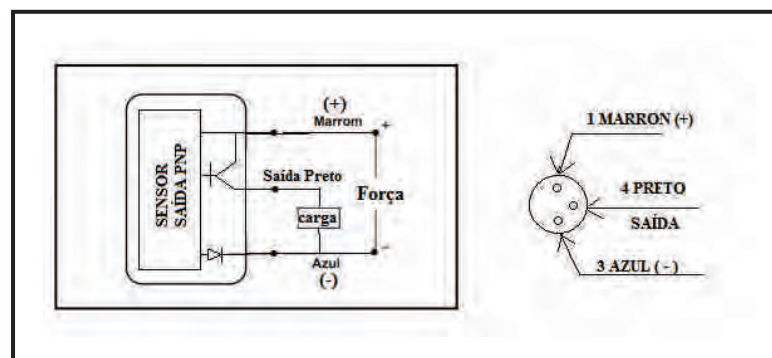 SENSOR
SAÍDA PNP
(+)
Marrom
+
Saída Preto
carga
Força
−
Azul
(-)
1 MARRON (+)
4 PRETO
SAÍDA
3 AZUL ( - )